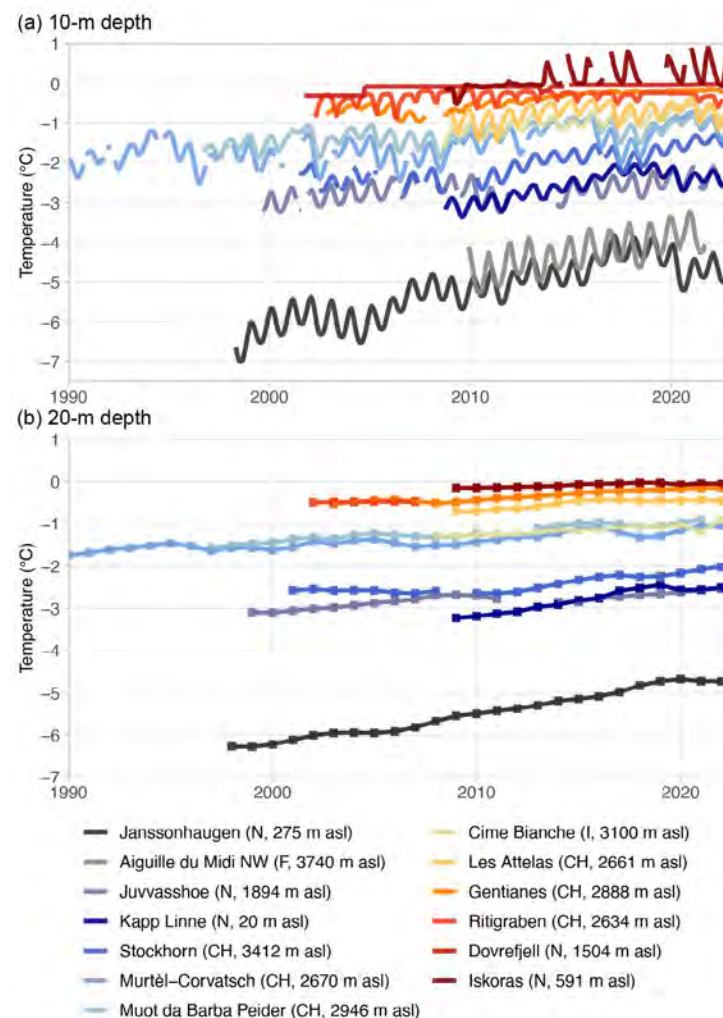 (a) 10-m depth
1
0
−1
−2
−3
−4
−5
−6
−7
Temperature (°C)
1990 2000 2010 2020
(b) 20-m depth
1
0
−1
−2
−3
−4
−5
−6
−7
Temperature (°C)
1990 2000 2010 2020
Janssonhaugen (N, 275 m asl)
Aiguille du Midi NW (F, 3740 m asl)
Juvvasshoe (N, 1894 m asl)
Kapp Linne (N, 20 m asl)
Stockhorn (CH, 3412 m asl)
Murtèl−Corvatsch (CH, 2670 m asl)
Muot da Barba Peider (CH, 2946 m asl)
Cime Bianche (I, 3100 m asl)
Les Attelas (CH, 2661 m asl)
Gentianes (CH, 2888 m asl)
Ritigraben (CH, 2634 m asl)
Dovrefjell (N, 1504 m asl)
Iskoras (N, 591 m asl)